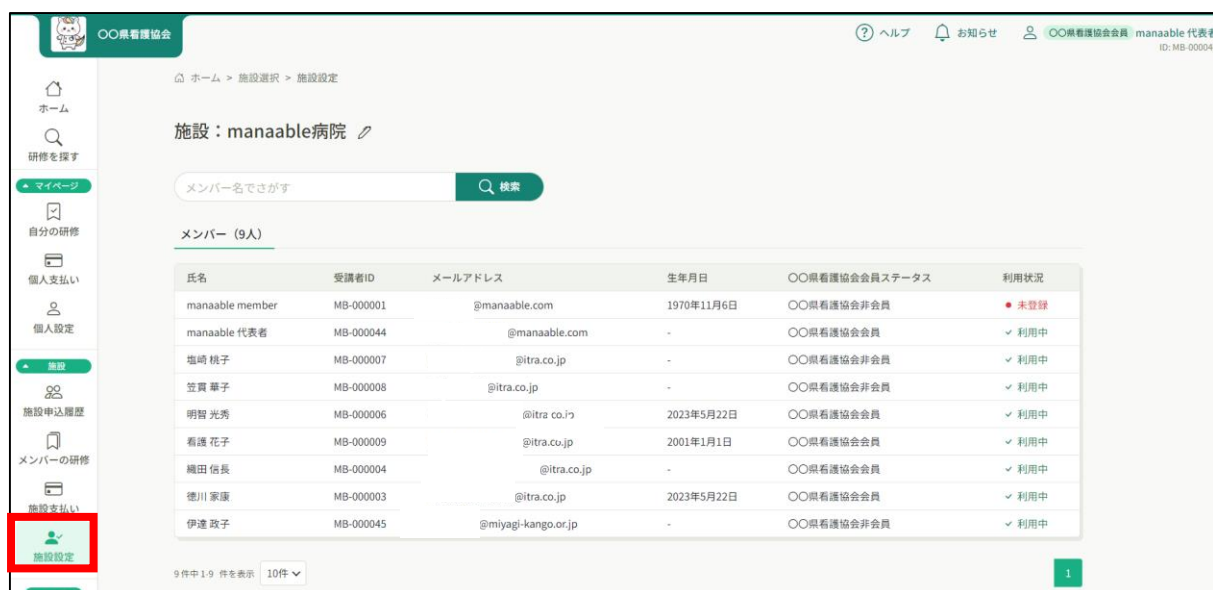 〇〇県看護協会
ヘルプ
お知らせ
〇〇県看護協会会員 manaable 代表者
ID: MB-00004
ホーム > 施設選択 > 施設設定
ホーム
研修を探す
マイページ
自分の研修
個人支払い
個人設定
施設
施設申込履歴
メンバーの研修
施設支払い
施設設定
施設：manaable病院
メンバー名でさがす
検索
メンバー（9人）
氏名 受講者ID メールアドレス 生年月日 〇〇県看護協会会員ステータス 利用状況
manaable member MB-000001 @manaable.com 1970年11月6日 〇〇県看護協会非会員 未登録
manaable 代表者 MB-000044 @manaable.com - 〇〇県看護協会会員 利用中
塩崎 桃子 MB-000007 @itra.co.jp - 〇〇県看護協会非会員 利用中
笠貫 華子 MB-000008 @itra.co.jp - 〇〇県看護協会非会員 利用中
明智 光秀 MB-000006 @itra co.jp 2023年5月22日 〇〇県看護協会会員 利用中
看護 花子 MB-000009 @itra.co.jp 2001年1月1日 〇〇県看護協会会員 利用中
織田 信長 MB-000004 @itra.co.jp - 〇〇県看護協会会員 利用中
徳川 家康 MB-000003 @itra.co.jp 2023年5月22日 〇〇県看護協会会員 利用中
伊達 政子 MB-000045 @miyagi-kango.or.jp - 〇〇県看護協会非会員 利用中
9 件中 1-9 件を表示 10件
1